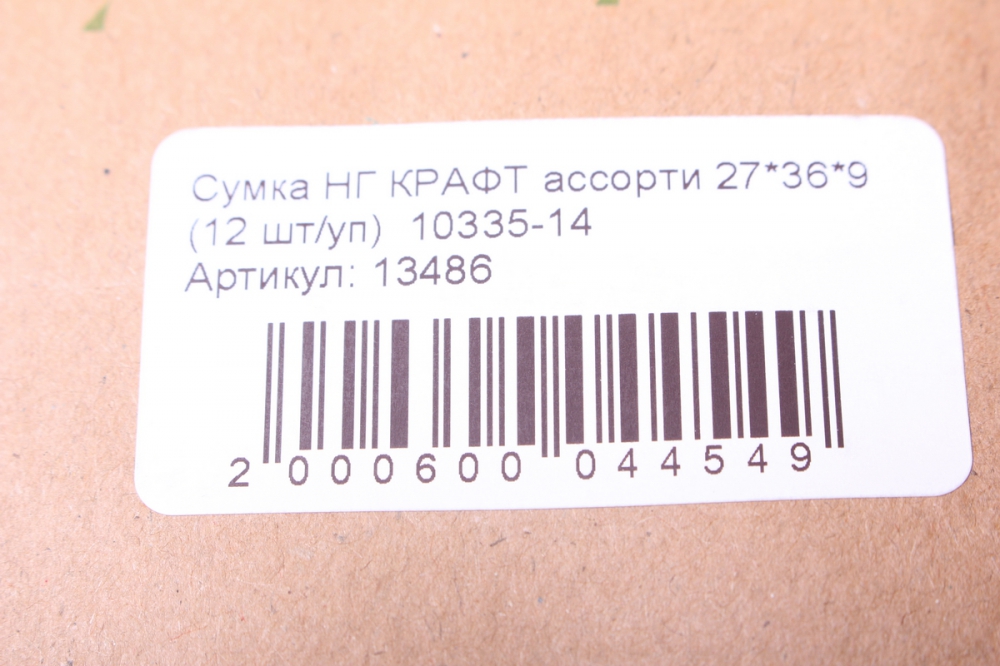 Сумка НГ КРАФТ ассорти 27*36*9
(12 шт/уп) 10335-14
Артикул: 13486
2 000600 044549